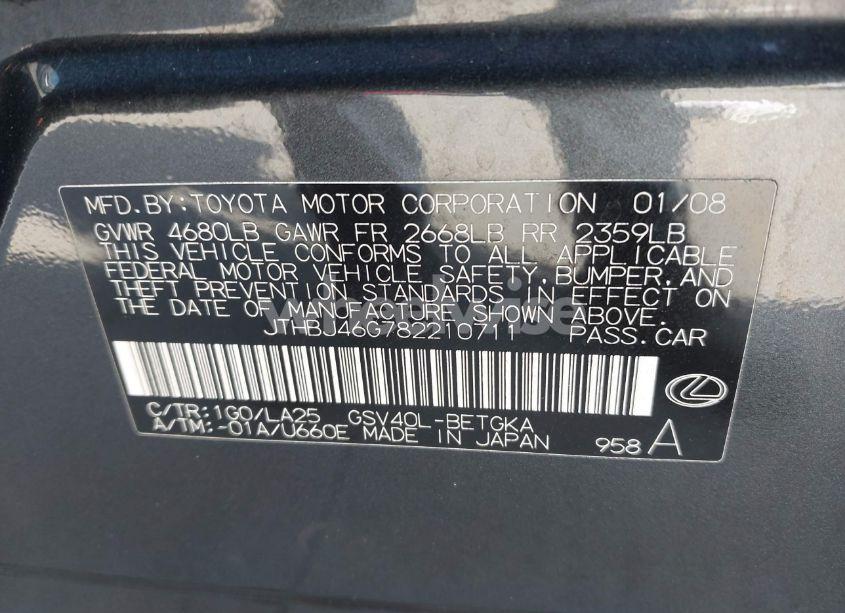 MFD.BY:TOYOTA MOTOR CORPORATION 01/08
GVWR 4680LB GAWR FR 2668LB RR 2359LB
THIS VEHICLE CONFORMS TO ALL APPLICABLE
FEDERAL MOTOR VEHICLE SAFETY,BUMPER,AND
THEFT PREVENTION STANDARDS IN EFFECT ON
THE DATE OF MANUFACTURE SHOWN ABOVE.
JTHBJ46G782210711 PASS.CAR
C/TR:1G0/LA25 GSV40L-BETGKA
A/TM:-01A/U660E MADE IN JAPAN
958 A